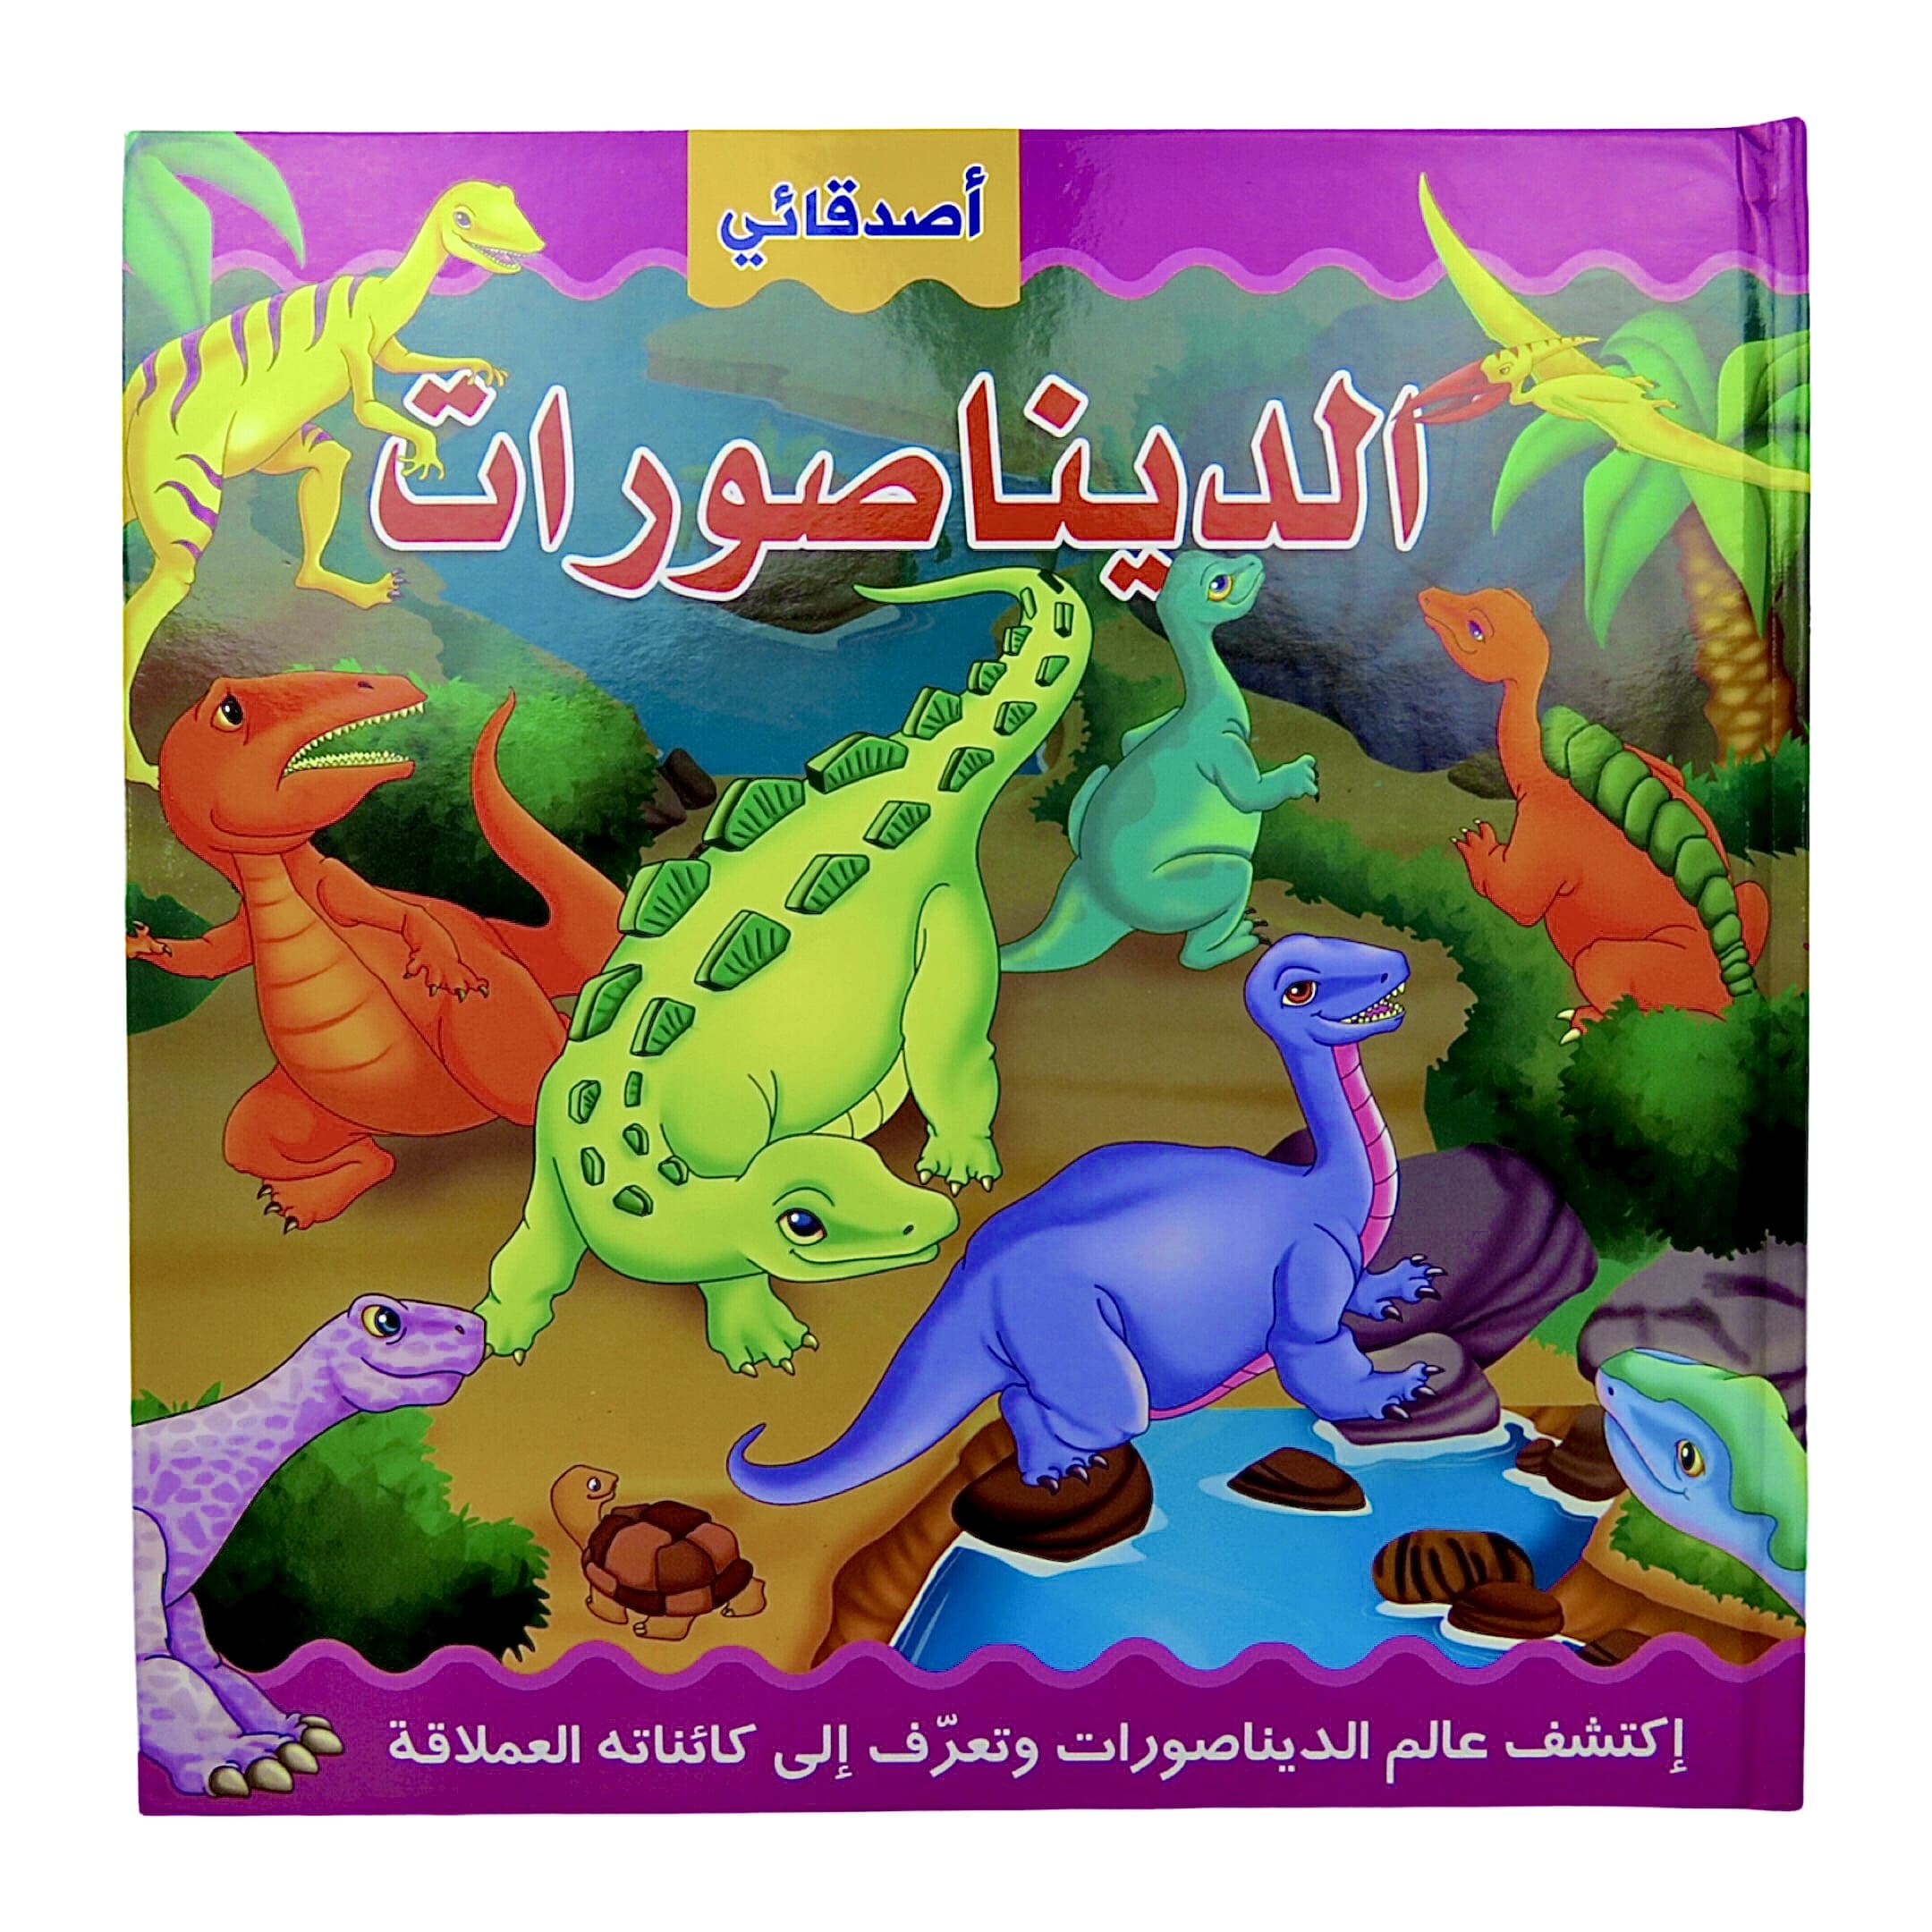 أصدقائي
الديناصورات
إكتشف عالم الديناصورات وتعرّف إلى كائناته العملاقة